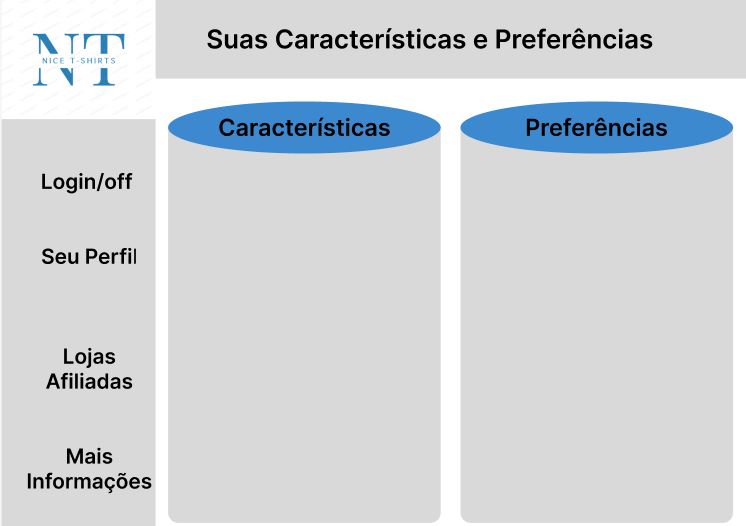 NT
NICE T-SHIRTS
Suas Características e Preferências
Características
Preferências
Login/off
Seu Perfil
Lojas
Afiliadas
Mais
Informações